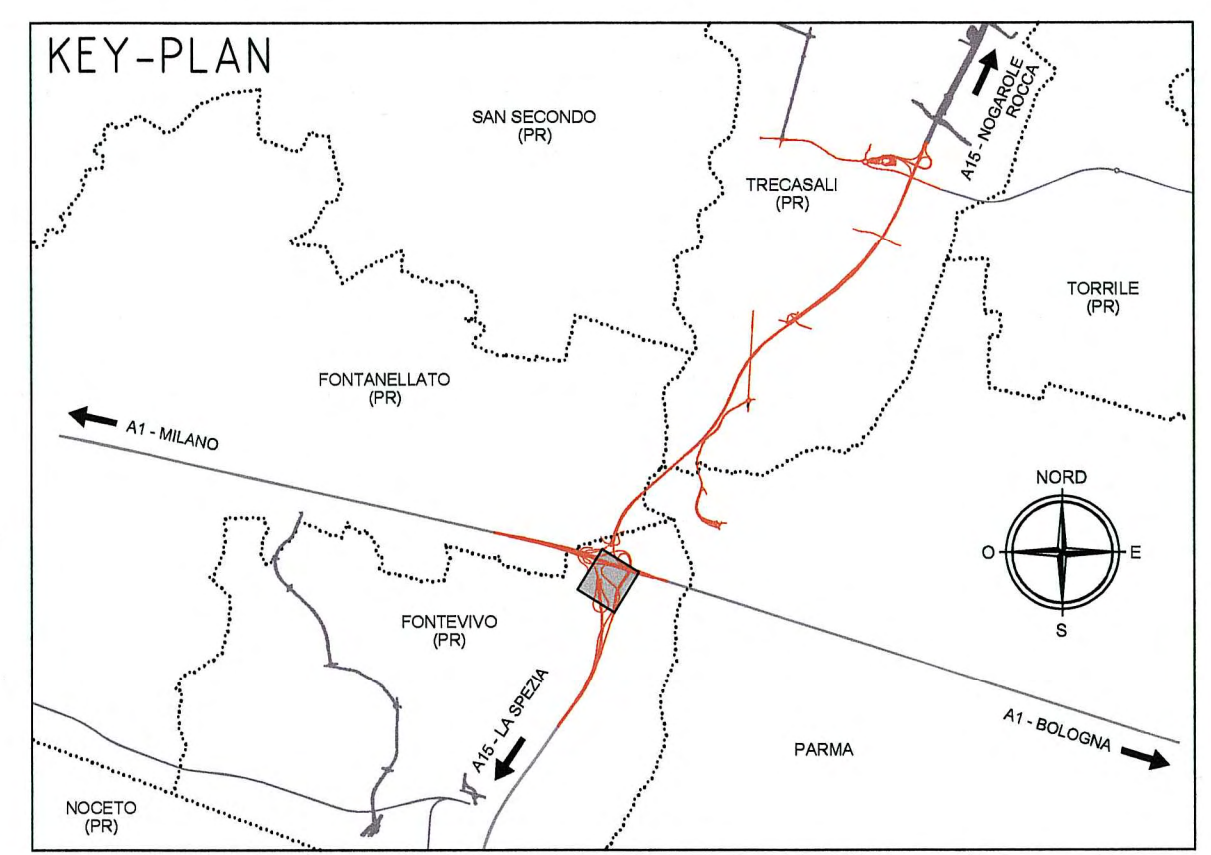 KEY-PLAN
SAN SECONDO
(PR)
A15 - NOGAROLE
ROCCA
TRECASALI
(PR)
TORRILE
(PR)
FONTANELLATO
(PR)
A1 - MILANO
NORD
O
E
S
FONTEVIVO
(PR)
A15 - LA SPEZIA
A1 - BOLOGNA
PARMA
NOCETO
(PR)